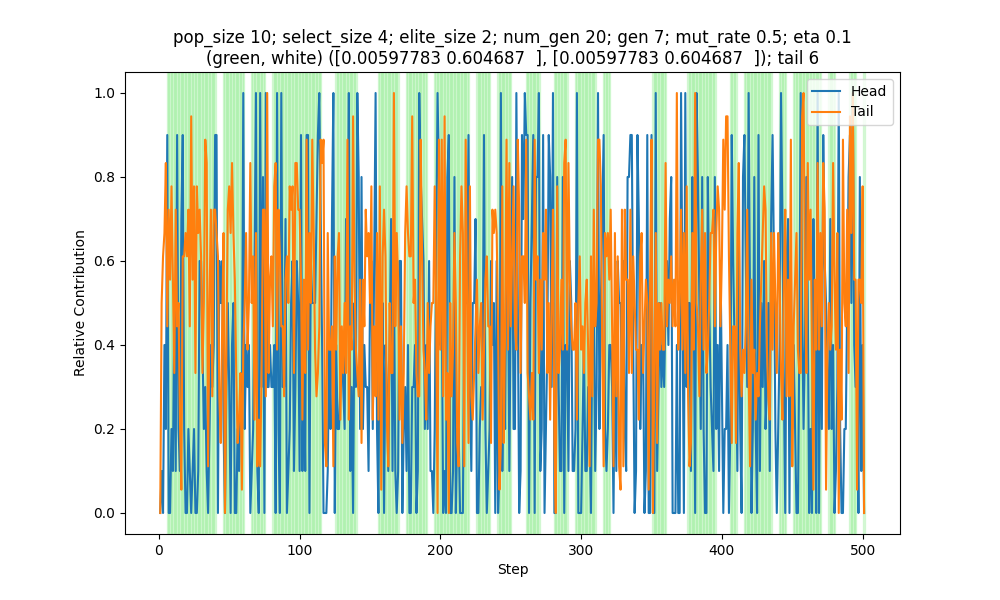 pop_size 10; select_size 4; elite_size 2; num_gen 20; gen 7; mut_rate 0.5; eta 0.1
(green, white) ([0.00597783 0.604687  ], [0.00597783 0.604687  ]); tail 6
Head
Tail
Relative Contribution
1.0
0.8
0.6
0.4
0.2
0.0
0 100 200 300 400 500
Step